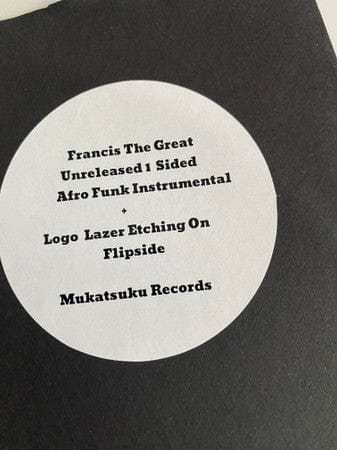 Francis The Great
Unreleased 1 Sided
Afro Funk Instrumental
+
Logo Lazer Etching On
Flipside
Mukatsuku Records